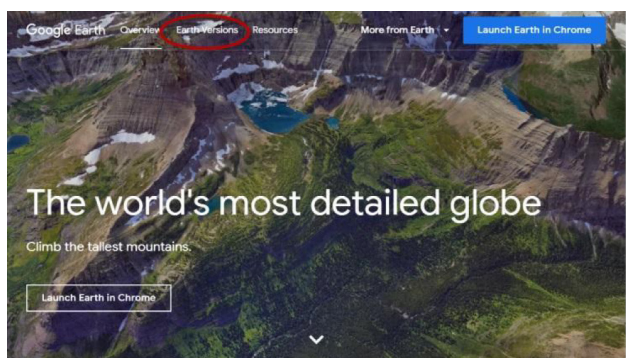 Google Earth Overview Earth Versions Resources More from Earth Launch Earth in Chrome
The world's most detailed globe
Climb the tallest mountains.
Launch Earth in Chrome